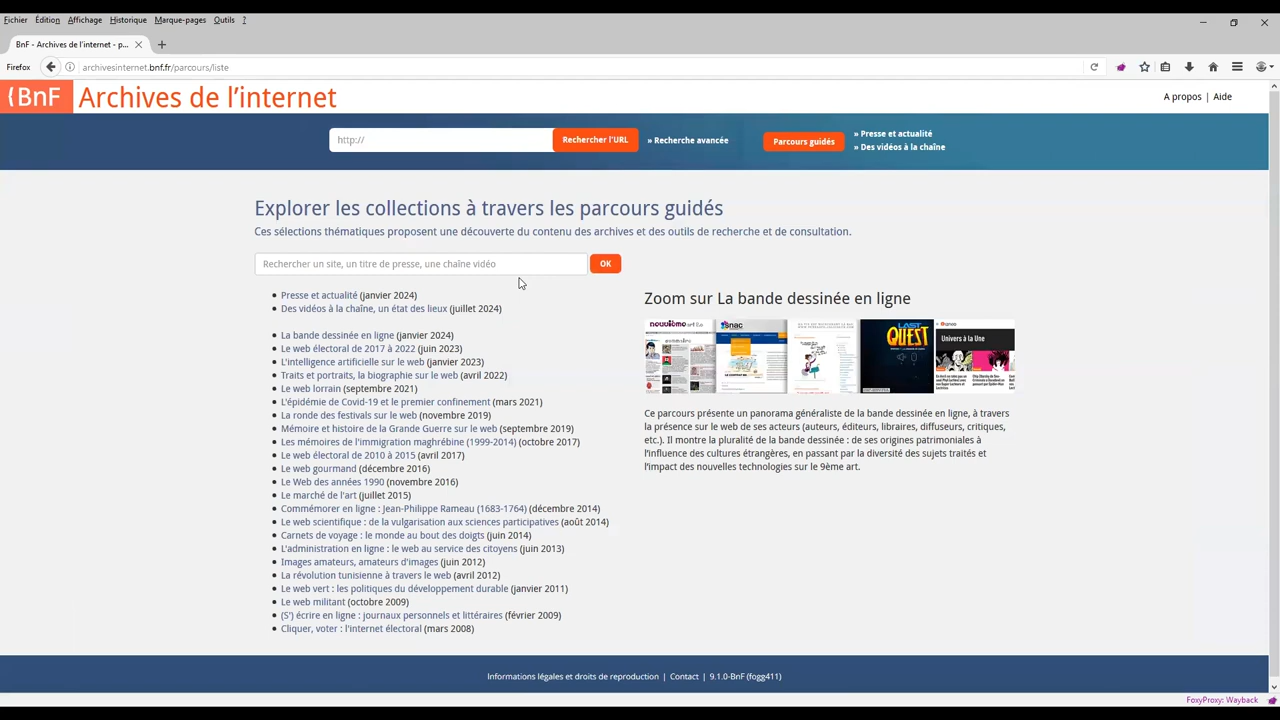 Fichier Édition Affichage Historique Marque-pages Outils ?
BnF - Archives de l'internet - p...
Firefox archivesinternet.bnf.fr/parcours/liste
{BnF Archives de l'internet A propos | Aide
http:// Rechercher l'URL » Recherche avancée Parcours guidés » Presse et actualité
» Des vidéos à la chaîne
Explorer les collections à travers les parcours guidés
Ces sélections thématiques proposent une découverte du contenu des archives et des outils de recherche et de consultation.
Rechercher un site, un titre de presse, une chaîne vidéo OK
Presse et actualité (janvier 2024)
Des vidéos à la chaîne, un état des lieux (juillet 2024)
La bande dessinée en ligne (janvier 2024)
Le web électoral de 2017 à 2022 (juin 2023)
L'intelligence artificielle sur le web (janvier 2023)
Traits et portraits, la biographie sur le web (avril 2022)
Le web lorrain (septembre 2021)
L'épidémie de Covid-19 et le premier confinement (mars 2021)
La ronde des festivals sur le web (novembre 2019)
Mémoire et histoire de la Grande Guerre sur le web (septembre 2019)
Les mémoires de l'immigration maghrébine (1999-2014) (octobre 2017)
Le web électoral de 2010 à 2015 (avril 2017)
Le web gourmand (décembre 2016)
Le Web des années 1990 (novembre 2016)
Le marché de l'art (juillet 2015)
Commémorer en ligne : Jean-Philippe Rameau (1683-1764) (décembre 2014)
Le web scientifique : de la vulgarisation aux sciences participatives (août 2014)
Carnets de voyage : le monde au bout des doigts (juin 2014)
L'administration en ligne : le web au service des citoyens (juin 2013)
Images amateurs, amateurs d'images (juin 2012)
La révolution tunisienne à travers le web (avril 2012)
Le web vert : les politiques du développement durable (janvier 2011)
Le web militant (octobre 2009)
(S') écrire en ligne : journaux personnels et littéraires (février 2009)
Cliquer, voter : l'internet électoral (mars 2008)
Zoom sur La bande dessinée en ligne
neuvième art
snac
LAST QUEST
Univers à la Une
Ce parcours présente un panorama généraliste de la bande dessinée en ligne, à travers
la présence sur le web de ses acteurs (auteurs, éditeurs, libraires, diffuseurs, critiques,
etc.). Il montre la pluralité de la bande dessinée : de ses origines patrimoniales à
l'influence des cultures étrangères, en passant par la diversité des sujets traités et
l'impact des nouvelles technologies sur le 9ème art.
Informations légales et droits de reproduction | Contact | 9.1.0-BnF (fogg411)
FoxyProxy: Wayback